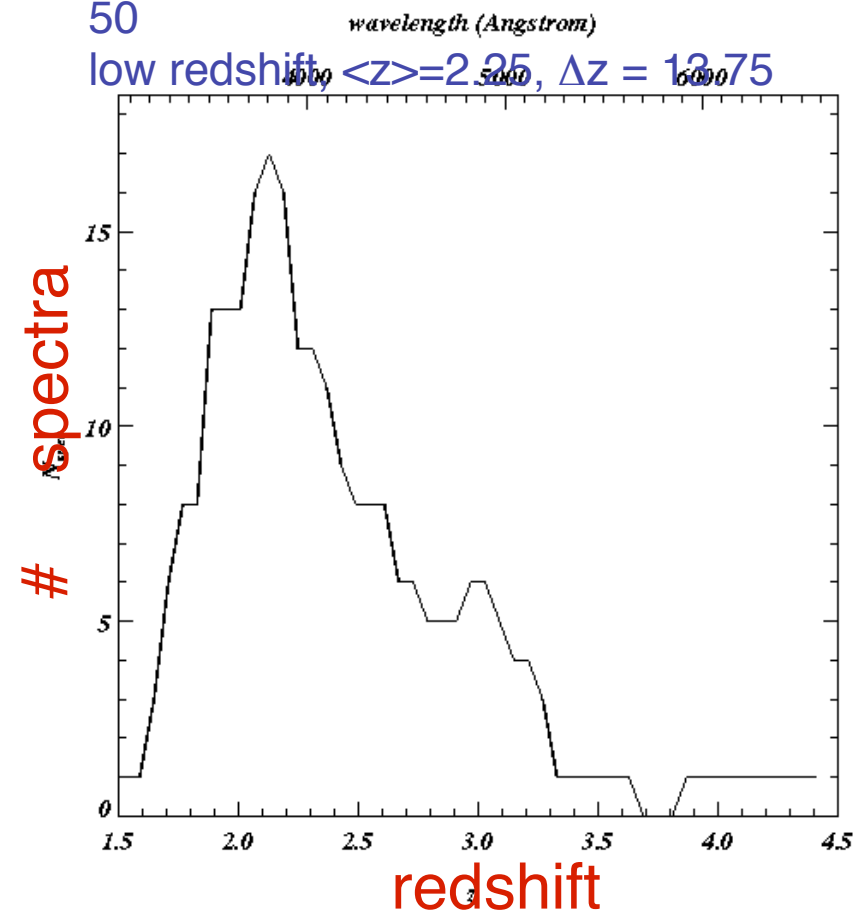 50
wavelength (Angstrom)
low redshift, <z>=2.25, Δz = 13.75
4000 5000 6000
15
spectra
10
#
5
0
1.5 2.0 2.5 3.0 3.5 4.0 4.5
redshift